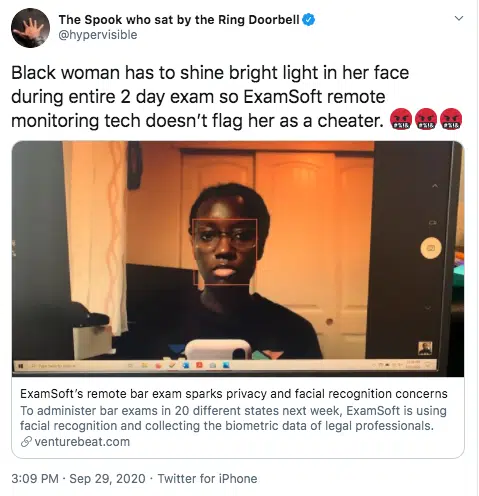 The Spook who sat by the Ring Doorbell
@hypervisible
Black woman has to shine bright light in her face
during entire 2 day exam so ExamSoft remote
monitoring tech doesn't flag her as a cheater. 🤬🤬🤬
ExamSoft's remote bar exam sparks privacy and facial recognition concerns
To administer bar exams in 20 different states next week, ExamSoft is using
facial recognition and collecting the biometric data of legal professionals.
venturebeat.com
3:09 PM · Sep 29, 2020 · Twitter for iPhone